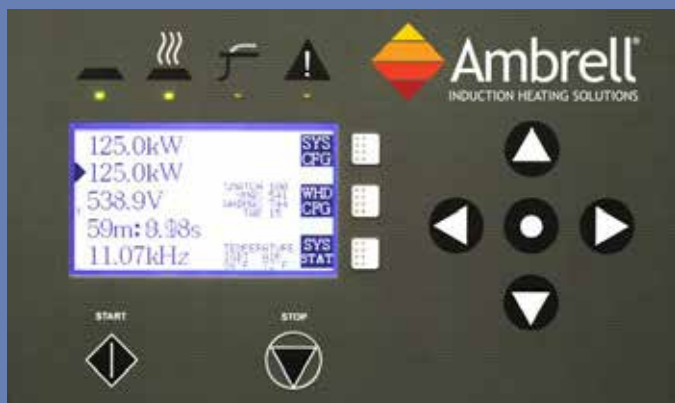 Ambrell
INDUCTION HEATING SOLUTIONS
125.0kW
SYS
CFG
125.0kW
538.9V
WHD
CFG
59m:
11.07kHz
TEMPERATURE
SYS
STAT
START
STOP